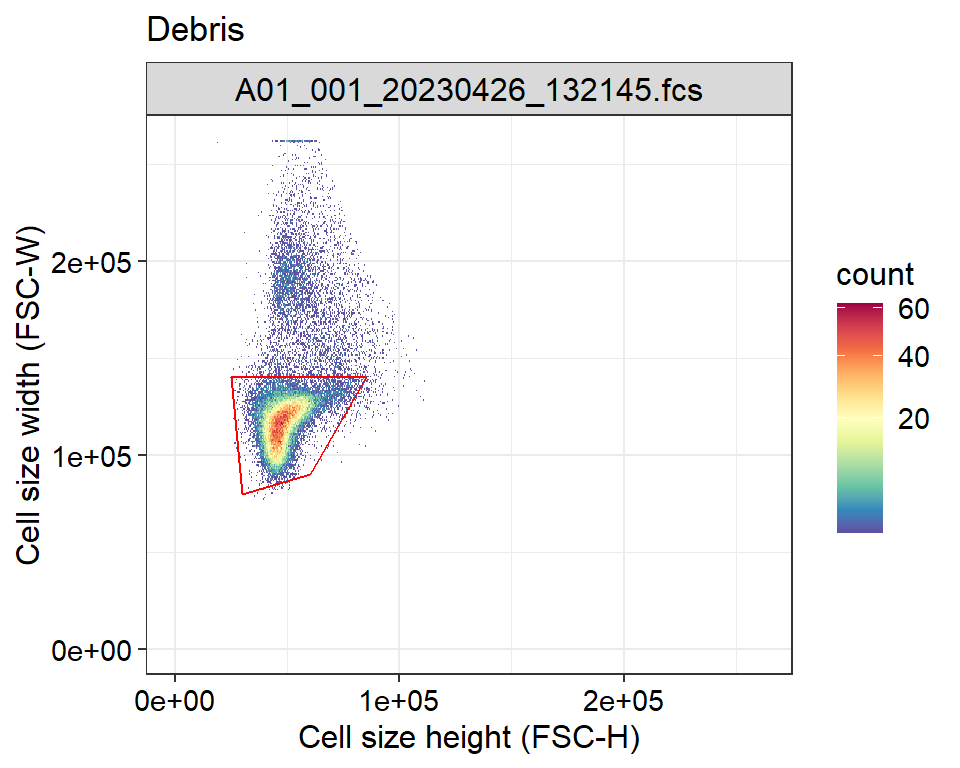 Debris
A01_001_20230426_132145.fcs
Cell size width (FSC-W)
2e+05
1e+05
0e+00
0e+00 1e+05 2e+05
Cell size height (FSC-H)
count
60
40
20